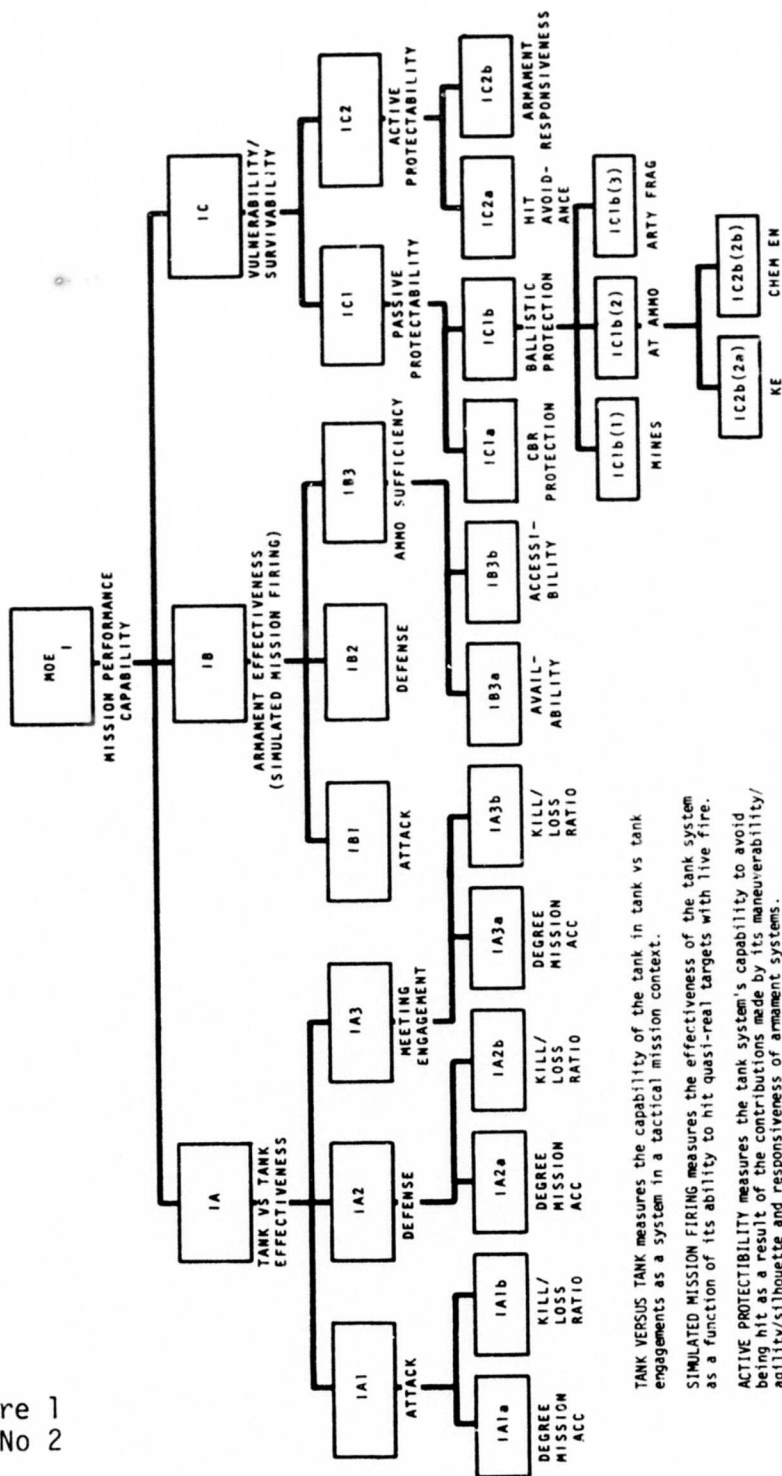 MOE
1
MISSION PERFORMANCE
CAPABILITY
IA
TANK VS TANK
EFFECTIVENESS
IB
ARMAMENT EFFECTIVENESS
(SIMULATED MISSION FIRING)
IC
VULNERABILITY/
SURVIVABILITY
IA1
ATTACK
IA2
DEFENSE
IA3
MEETING
ENGAGEMENT
IB1
ATTACK
IB2
DEFENSE
IB3
AMMO SUFFICIENCY
IC1
PASSIVE
PROTECTABILITY
IC2
ACTIVE
PROTECTABILITY
IA1a
DEGREE
MISSION
ACC
IA1b
KILL/
LOSS
RATIO
IA2a
DEGREE
MISSION
ACC
IA2b
KILL/
LOSS
RATIO
IA3a
DEGREE
MISSION
ACC
IA3b
KILL/
LOSS
RATIO
IB3a
AVAIL-
ABILITY
IB3b
ACCESSI-
BILITY
IC1a
CBR
PROTECTION
IC1b
BALLISTIC
PROTECTION
IC2a
HIT
AVOID-
ANCE
IC2b
ARMAMENT
RESPONSIVENESS
IC1b(1)
MINES
IC1b(2)
AT AMMO
IC1b(3)
ARTY FRAG
IC2b(2a)
KE
IC2b(2b)
CHEM EN
TANK VERSUS TANK measures the capability of the tank in tank vs tank
engagements as a system in a tactical mission context.
SIMULATED MISSION FIRING measures the effectiveness of the tank system
as a function of its ability to hit quasi-real targets with live fire.
ACTIVE PROTECTIBILITY measures the tank system's capability to avoid
being hit as a result of the contributions made by its maneuverability/
agility/silhouette and responsiveness of armament systems.
re 1
No 2